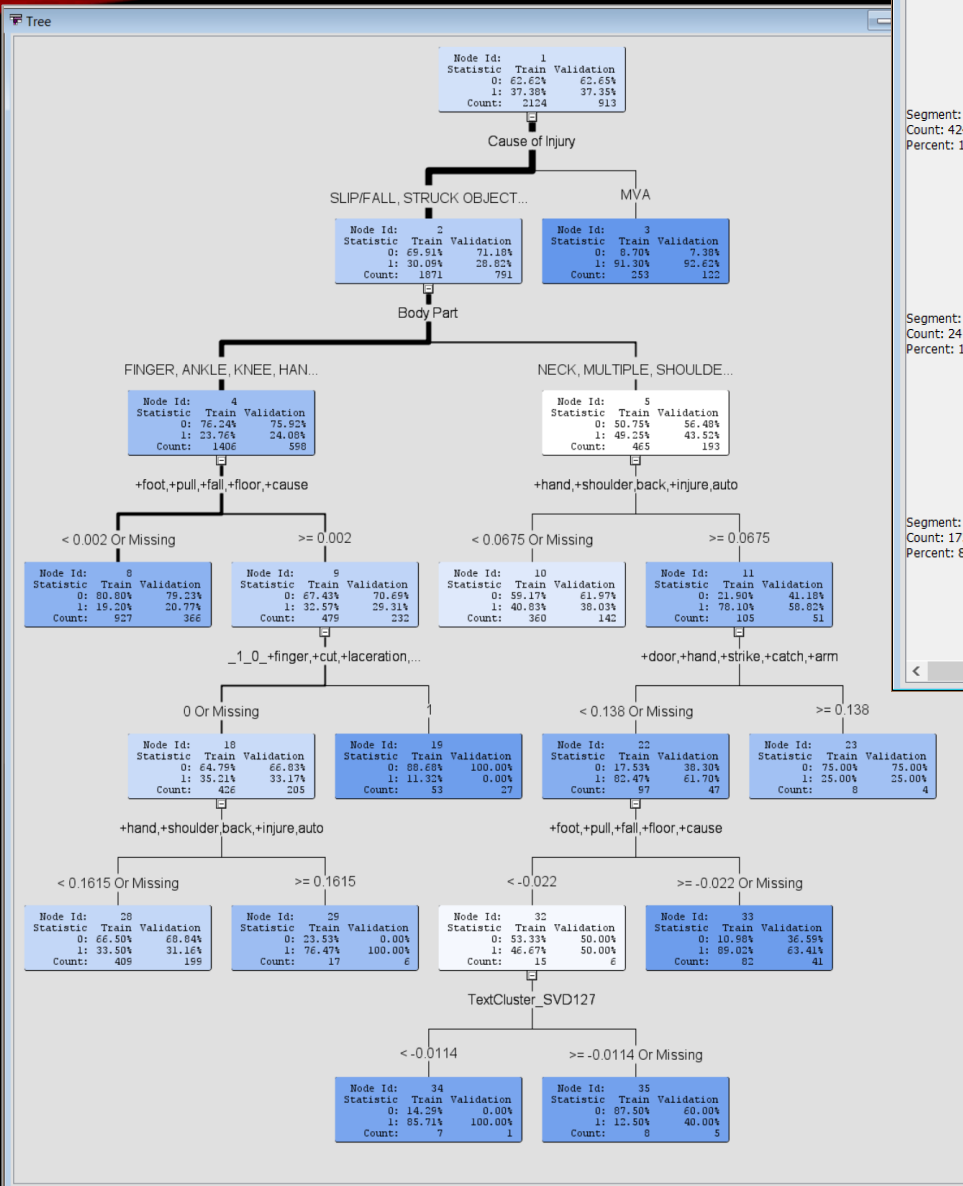 Tree
Node Id: 1
Statistic Train Validation
0: 62.62% 62.65%
1: 37.38% 37.35%
Count: 2124 913
Cause of Injury
SLIP/FALL, STRUCK OBJECT...
MVA
Node Id: 2
Statistic Train Validation
0: 69.91% 71.18%
1: 30.09% 28.82%
Count: 1871 791
Node Id: 3
Statistic Train Validation
0: 8.70% 7.38%
1: 91.30% 92.62%
Count: 253 122
Body Part
FINGER, ANKLE, KNEE, HAN...
NECK, MULTIPLE, SHOULDE...
Node Id: 4
Statistic Train Validation
0: 76.24% 75.92%
1: 23.76% 24.08%
Count: 1406 598
Node Id: 5
Statistic Train Validation
0: 50.75% 56.48%
1: 49.25% 43.52%
Count: 465 193
+foot,+pull,+fall,+floor,+cause
+hand,+shoulder,back,+injure,auto
< 0.002 Or Missing
>= 0.002
< 0.0675 Or Missing
>= 0.0675
Node Id: 8
Statistic Train Validation
0: 80.80% 79.23%
1: 19.20% 20.77%
Count: 927 366
Node Id: 9
Statistic Train Validation
0: 67.43% 70.69%
1: 32.57% 29.31%
Count: 479 232
Node Id: 10
Statistic Train Validation
0: 59.17% 61.97%
1: 40.83% 38.03%
Count: 360 142
Node Id: 11
Statistic Train Validation
0: 21.90% 41.18%
1: 78.10% 58.82%
Count: 105 51
_1_0_+finger,+cut,+laceration,...
+door,+hand,+strike,+catch,+arm
0 Or Missing
1
< 0.138 Or Missing
>= 0.138
Node Id: 18
Statistic Train Validation
0: 64.79% 66.83%
1: 35.21% 33.17%
Count: 426 205
Node Id: 19
Statistic Train Validation
0: 88.68% 100.00%
1: 11.32% 0.00%
Count: 53 27
Node Id: 22
Statistic Train Validation
0: 17.53% 38.30%
1: 82.47% 61.70%
Count: 97 47
Node Id: 23
Statistic Train Validation
0: 75.00% 75.00%
1: 25.00% 25.00%
Count: 8 4
+hand,+shoulder,back,+injure,auto
+foot,+pull,+fall,+floor,+cause
< 0.1615 Or Missing
>= 0.1615
< -0.022
>= -0.022 Or Missing
Node Id: 28
Statistic Train Validation
0: 66.50% 68.84%
1: 33.50% 31.16%
Count: 409 199
Node Id: 29
Statistic Train Validation
0: 23.53% 0.00%
1: 76.47% 100.00%
Count: 17 6
Node Id: 32
Statistic Train Validation
0: 53.33% 50.00%
1: 46.67% 50.00%
Count: 15 6
Node Id: 33
Statistic Train Validation
0: 10.98% 36.59%
1: 89.02% 63.41%
Count: 82 41
TextCluster_SVD127
< -0.0114
>= -0.0114 Or Missing
Node Id: 34
Statistic Train Validation
0: 14.29% 0.00%
1: 85.71% 100.00%
Count: 7 1
Node Id: 35
Statistic Train Validation
0: 87.50% 60.00%
1: 12.50% 40.00%
Count: 8 5
Segment:
Count:
Percent:
Segment:
Count:
Percent:
Segment:
Count:
Percent: